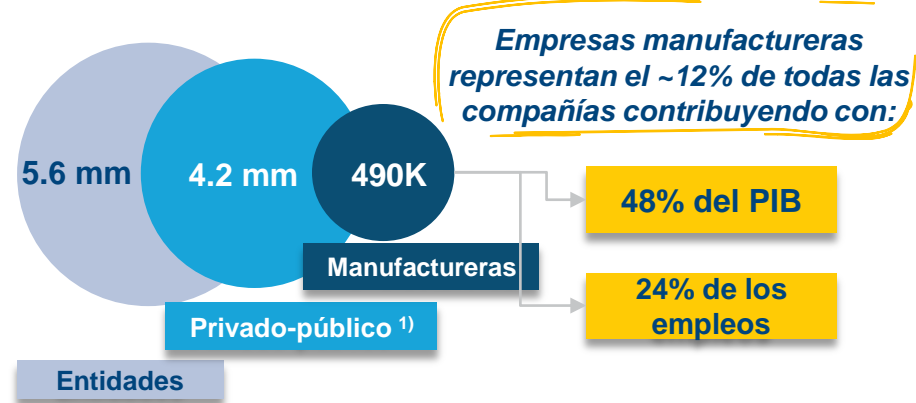 Empresas manufactureras
representan el ~12% de todas las
compañías contribuyendo con:
5.6 mm
4.2 mm
490K
48% del PIB
Manufactureras
24% de los
empleos
Privado-público 1)
Entidades